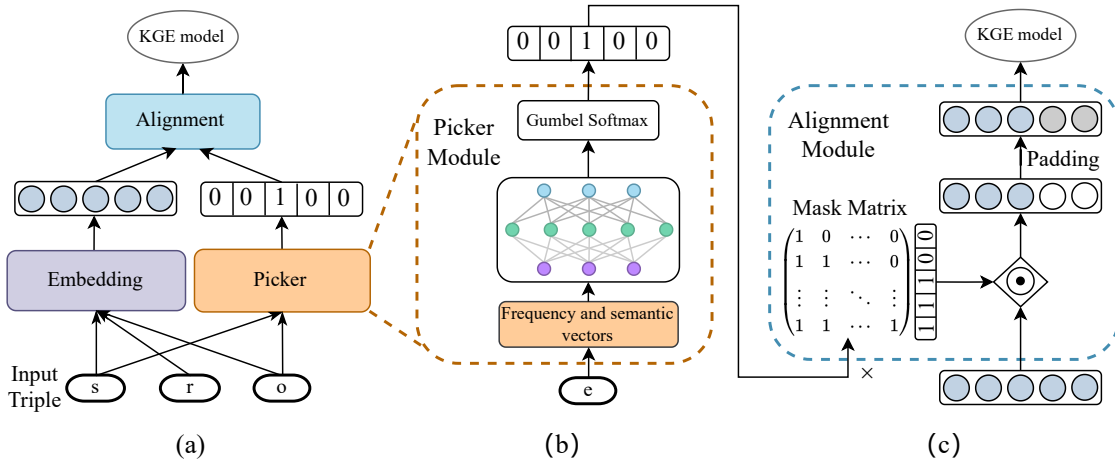 KGE model
Alignment
0 0 1 0 0
Embedding
Picker
Input
Triple
s
r
o
(a)
0 0 1 0 0
Picker
Module
Gumbel Softmax
Frequency and semantic
vectors
e
(b)
KGE model
Alignment
Module
Padding
Mask Matrix
1 0 ⋯ 0
1 1 ⋯ 0
⋮ ⋮ ⋱ ⋮
1 1 ⋯ 1
1 1 1 0 0
×
(c)